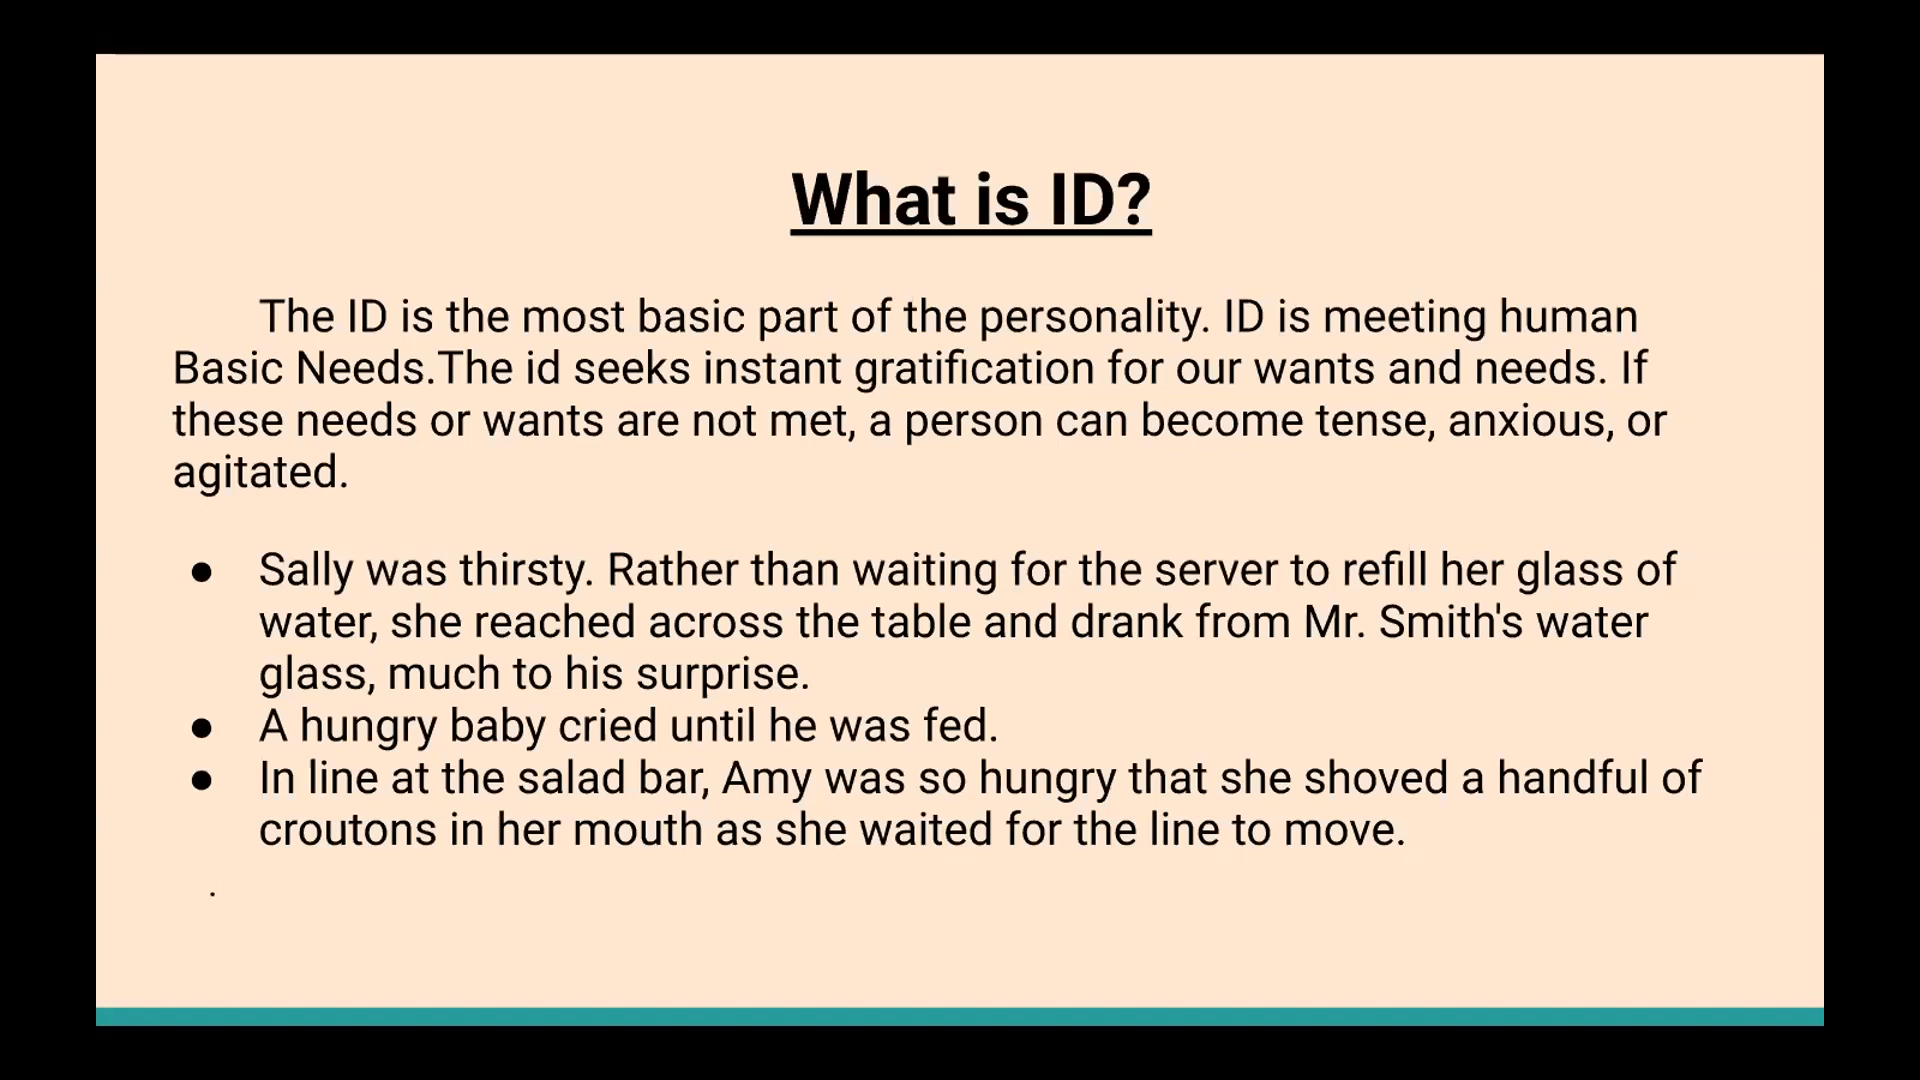 What is ID?
The ID is the most basic part of the personality. ID is meeting human
Basic Needs.The id seeks instant gratification for our wants and needs. If
these needs or wants are not met, a person can become tense, anxious, or
agitated.
● Sally was thirsty. Rather than waiting for the server to refill her glass of
water, she reached across the table and drank from Mr. Smith's water
glass, much to his surprise.
● A hungry baby cried until he was fed.
● In line at the salad bar, Amy was so hungry that she shoved a handful of
croutons in her mouth as she waited for the line to move.
.